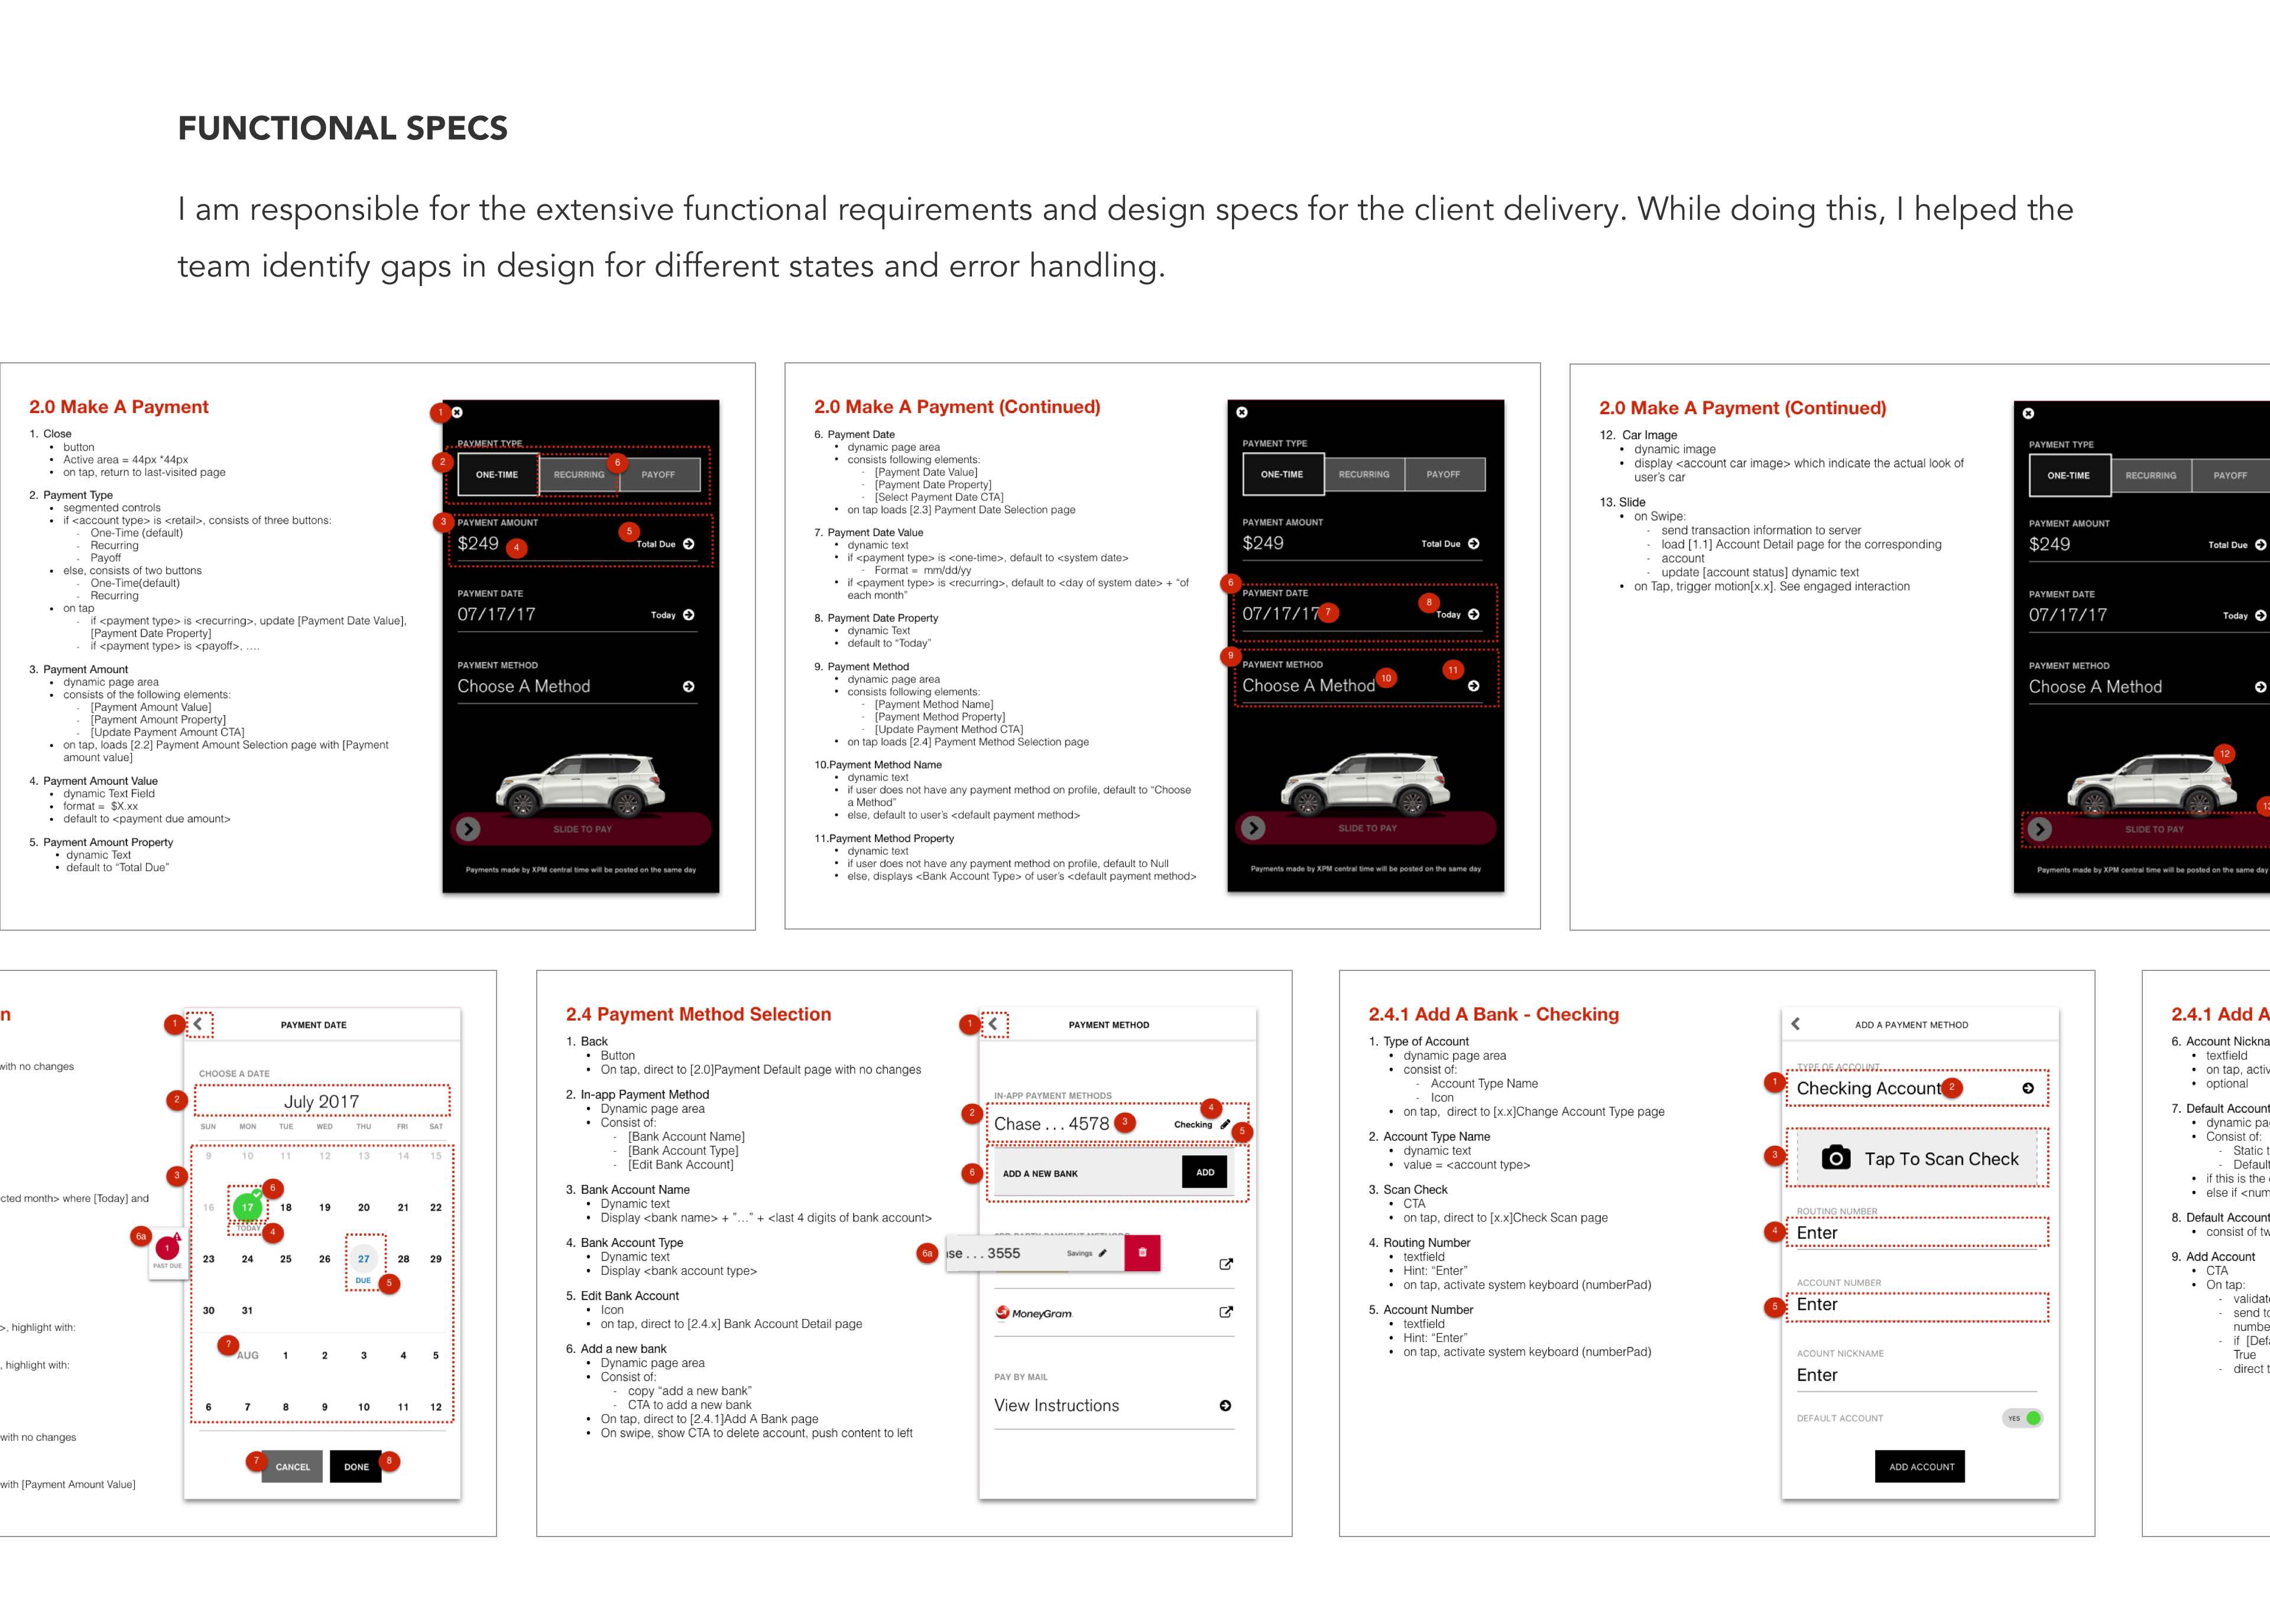 FUNCTIONAL SPECS
I am responsible for the extensive functional requirements and design specs for the client delivery. While doing this, I helped the
team identify gaps in design for different states and error handling.
2.0 Make A Payment
1. Close
• button
• Active area = 44px *44px
• on tap, return to last-visited page
2. Payment Type
• segmented controls
• if <account type> is <retail>, consists of three buttons:
- One-Time (default)
- Recurring
- Payoff
• else, consists of two buttons
- One-Time(default)
- Recurring
• on tap
- if <payment type> is <recurring>, update [Payment Date Value],
[Payment Date Property]
- if <payment type> is <payoff>, ....
3. Payment Amount
• dynamic page area
• consists of the following elements:
- [Payment Amount Value]
- [Payment Amount Property]
- [Update Payment Amount CTA]
• on tap, loads [2.2] Payment Amount Selection page with [Payment
amount value]
4. Payment Amount Value
• dynamic Text Field
• format = $X.xx
• default to <payment due amount>
5. Payment Amount Property
• dynamic Text
• default to "Total Due"
1
PAYMENT TYPE
2
ONE-TIME
RECURRING
6
PAYOFF
3
PAYMENT AMOUNT
5
$249
4
Total Due
PAYMENT DATE
07/17/17
Today
PAYMENT METHOD
Choose A Method
SLIDE TO PAY
Payments made by XPM central time will be posted on the same day
2.0 Make A Payment (Continued)
6. Payment Date
• dynamic page area
• consists following elements:
- [Payment Date Value]
- [Payment Date Property]
- [Select Payment Date CTA]
• on tap loads [2.3] Payment Date Selection page
7. Payment Date Value
• dynamic text
• if <payment type> is <one-time>, default to <system date>
- Format = mm/dd/yy
• if <payment type> is <recurring>, default to <day of system date> + "of
each month"
8. Payment Date Property
• dynamic Text
• default to "Today"
9. Payment Method
• dynamic page area
• consists following elements:
- [Payment Method Name]
- [Payment Method Property]
- [Update Payment Method CTA]
• on tap loads [2.4] Payment Method Selection page
10.Payment Method Name
• dynamic text
• if user does not have any payment method on profile, default to "Choose
a Method"
• else, default to user's <default payment method>
11.Payment Method Property
• dynamic text
• if user does not have any payment method on profile, default to Null
• else, displays <Bank Account Type> of user's <default payment method>
PAYMENT TYPE
ONE-TIME
RECURRING
PAYOFF
PAYMENT AMOUNT
$249
Total Due
6
PAYMENT DATE
8
07/17/17
7
Today
9
PAYMENT METHOD
11
Choose A Method
10
SLIDE TO PAY
Payments made by XPM central time will be posted on the same day
2.0 Make A Payment (Continued)
12. Car Image
• dynamic image
• display <account car image> which indicate the actual look of
user's car
13. Slide
• on Swipe:
- send transaction information to server
- load [1.1] Account Detail page for the corresponding
- account
- update [account status] dynamic text
• on Tap, trigger motion[x.x]. See engaged interaction
PAYMENT TYPE
ONE-TIME
RECURRING
PAYOFF
PAYMENT AMOUNT
$249
Total Due
PAYMENT DATE
07/17/17
Today
PAYMENT METHOD
Choose A Method
12
SLIDE TO PAY
Payments made by XPM central time will be posted on the same day
n
with no changes
cted month> where [Today] and
>, highlight with:
, highlight with:
with no changes
with [Payment Amount Value]
1
PAYMENT DATE
CHOOSE A DATE
2
July 2017
SUN MON TUE WED THU FRI SAT
9 10 11 12 13 14 15
3
6
16 17 18 19 20 21 22
TODAY
4
6a
1
PAST DUE
23 24 25 26 27 28 29
DUE
5
30 31
?
AUG 1 2 3 4 5
6 7 8 9 10 11 12
7
CANCEL
DONE
8
2.4 Payment Method Selection
1. Back
• Button
• On tap, direct to [2.0]Payment Default page with no changes
2. In-app Payment Method
• Dynamic page area
• Consist of:
- [Bank Account Name]
- [Bank Account Type]
- [Edit Bank Account]
3. Bank Account Name
• Dynamic text
• Display <bank name> + "..." + <last 4 digits of bank account>
4. Bank Account Type
• Dynamic text
• Display <bank account type>
5. Edit Bank Account
• Icon
• on tap, direct to [2.4.x] Bank Account Detail page
6. Add a new bank
• Dynamic page area
• Consist of:
- copy "add a new bank"
- CTA to add a new bank
• On tap, direct to [2.4.1]Add A Bank page
• On swipe, show CTA to delete account, push content to left
1
PAYMENT METHOD
IN-APP PAYMENT METHODS
2
Chase . . . 4578
3
4
Checking
5
6
ADD A NEW BANK
ADD
6a
se . . . 3555
Savings
MoneyGram
PAY BY MAIL
View Instructions
2.4.1 Add A Bank - Checking
1. Type of Account
• dynamic page area
• consist of:
- Account Type Name
- Icon
• on tap, direct to [x.x]Change Account Type page
2. Account Type Name
• dynamic text
• value = <account type>
3. Scan Check
• CTA
• on tap, direct to [x.x]Check Scan page
4. Routing Number
• textfield
• Hint: "Enter"
• on tap, activate system keyboard (numberPad)
5. Account Number
• textfield
• Hint: "Enter"
• on tap, activate system keyboard (numberPad)
ADD A PAYMENT METHOD
TYPE OF ACCOUNT
1
Checking Account
2
3
Tap To Scan Check
ROUTING NUMBER
4
Enter
ACCOUNT NUMBER
5
Enter
ACOUNT NICKNAME
Enter
DEFAULT ACCOUNT
YES
ADD ACCOUNT
2.4.1 Add A
6. Account Nickna
• textfield
• on tap, activ
• optional
7. Default Account
• dynamic pa
• Consist of:
- Static t
- Default
• if this is the
• else if <num
8. Default Account
• consist of tw
9. Add Account
• CTA
• On tap:
- validate
- send to
numbe
- if [Def
True
- direct t